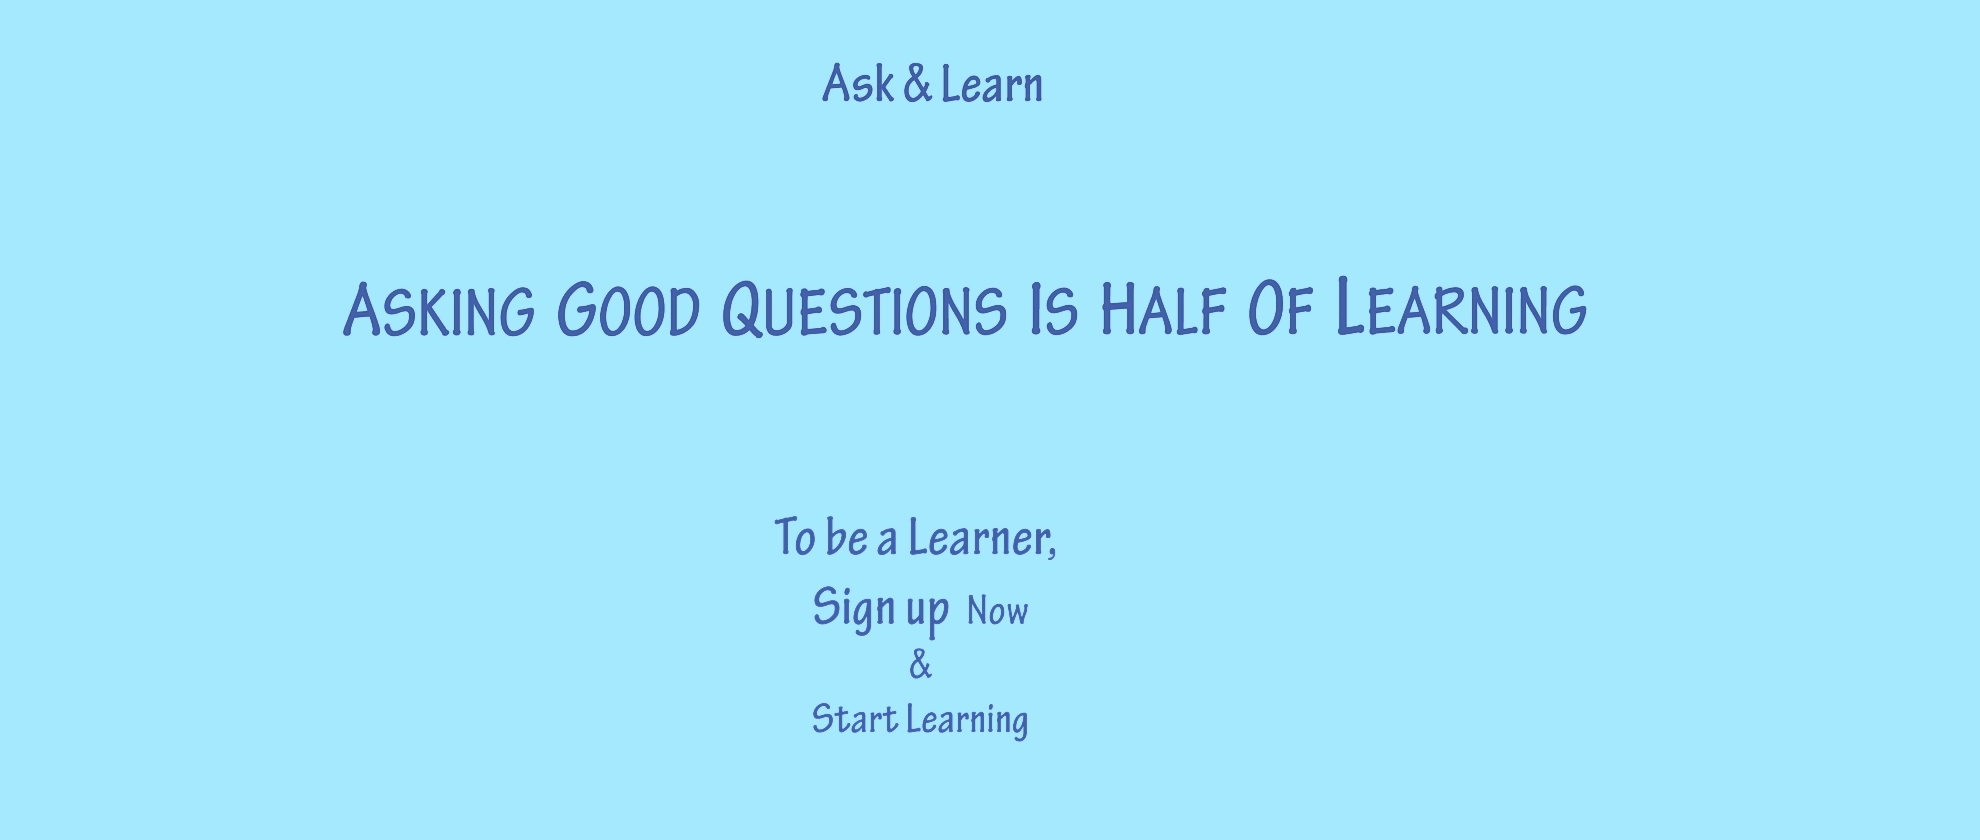 Ask & Learn
Asking Good Questions Is Half Of Learning
To be a Learner,
Sign up Now
&
Start Learning